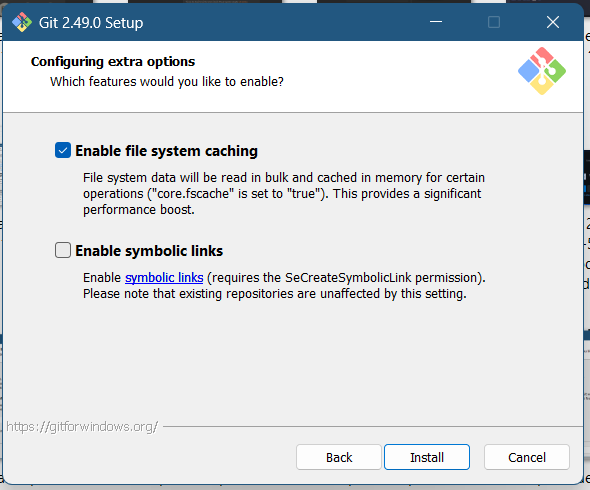 Git 2.49.0 Setup
Configuring extra options
Which features would you like to enable?
Enable file system caching
File system data will be read in bulk and cached in memory for certain
operations ("core.fscache" is set to "true"). This provides a significant
performance boost.
Enable symbolic links
Enable symbolic links (requires the SeCreateSymbolicLink permission).
Please note that existing repositories are unaffected by this setting.
https://gitforwindows.org/
Back
Install
Cancel